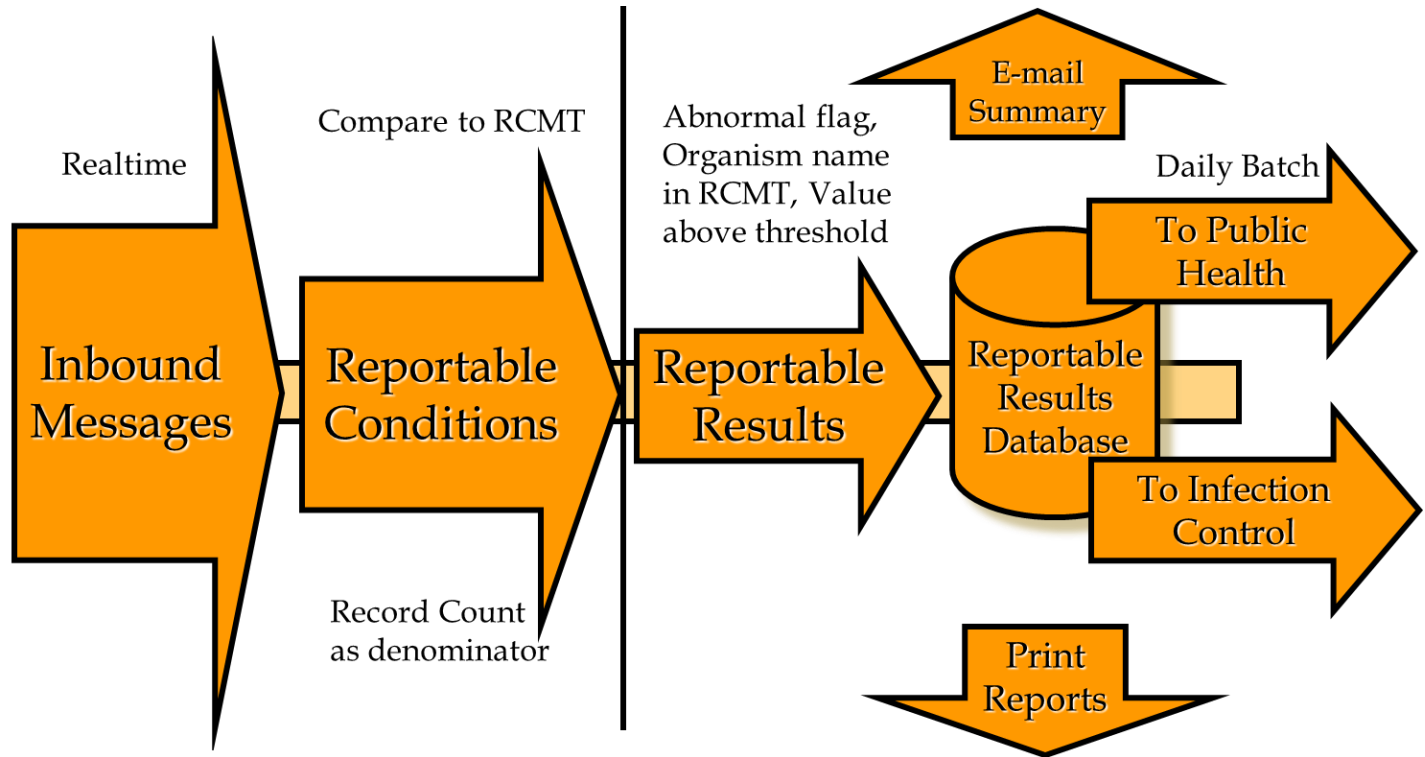 Realtime
Inbound
Messages
Compare to RCMT
Reportable
Conditions
Record Count
as denominator
Abnormal flag,
Organism name
in RCMT, Value
above threshold
Reportable
Results
E-mail
Summary
Reportable
Results
Database
Daily Batch
To Public
Health
To Infection
Control
Print
Reports